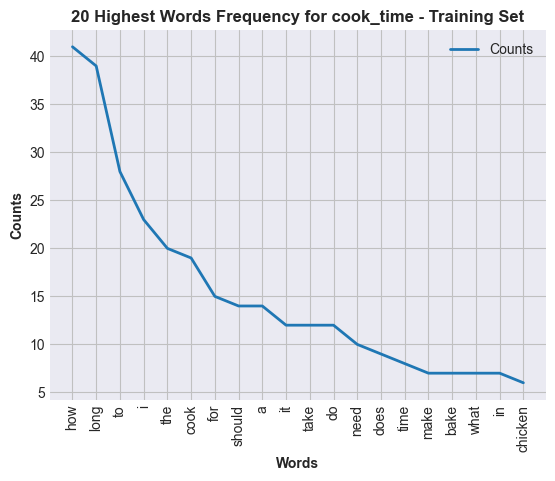 20 Highest Words Frequency for cook_time - Training Set
Counts
Counts
40
35
30
25
20
15
10
5
how
long
to
i
the
cook
for
should
a
it
take
do
need
does
time
make
bake
what
in
chicken
Words